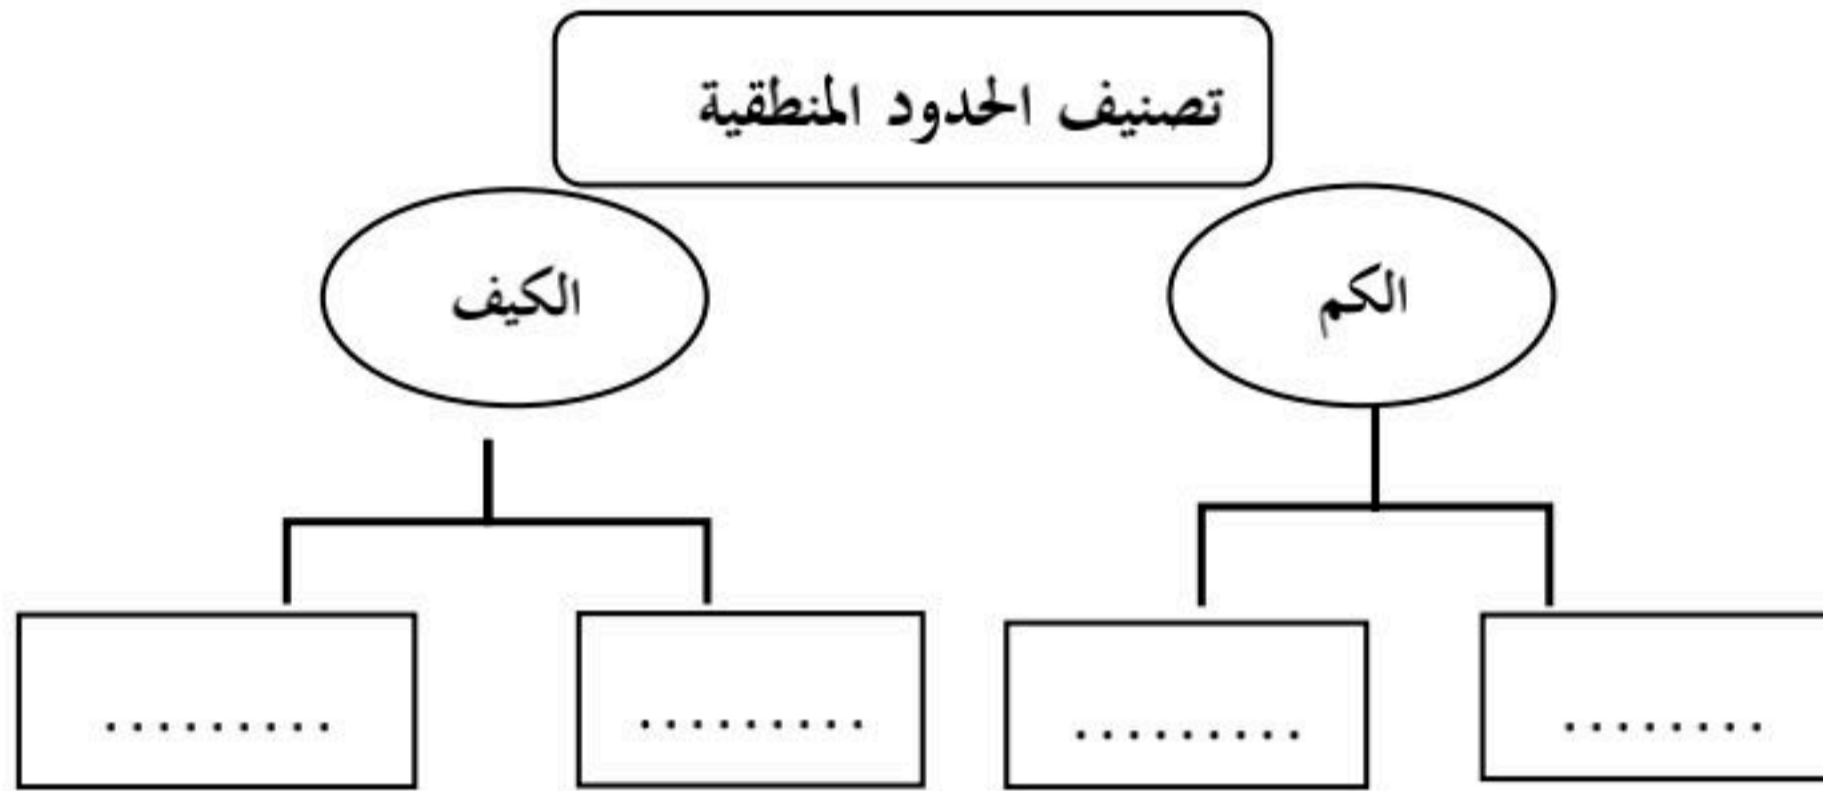 تصنيف الحدود المنطقية
الكم
الكيف
........
.........
.........
.........